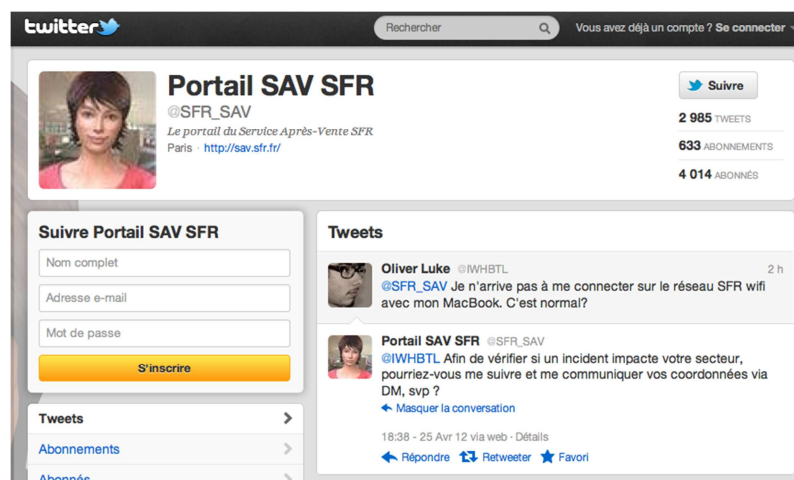 twitter
Rechercher
Vous avez déjà un compte ? Se connecter
Portail SAV SFR
@SFR_SAV
Le portail du Service Après-Vente SFR
Paris · http://sav.sfr.fr/
Suivre
2 985 TWEETS
633 ABONNEMENTS
4 014 ABONNÉS
Suivre Portail SAV SFR
Nom complet
Adresse e-mail
Mot de passe
S'inscrire
Tweets
Abonnements
Abonnés
Tweets
Oliver Luke @IWHBTL 2 h
@SFR_SAV Je n'arrive pas à me connecter sur le réseau SFR wifi
avec mon MacBook. C'est normal?
Portail SAV SFR @SFR_SAV
@IWHBTL Afin de vérifier si un incident impacte votre secteur,
pourriez-vous me suivre et me communiquer vos coordonnées via
DM, svp ?
Masquer la conversation
18:38 - 25 Avr 12 via web · Détails
Répondre Retweeter Favori